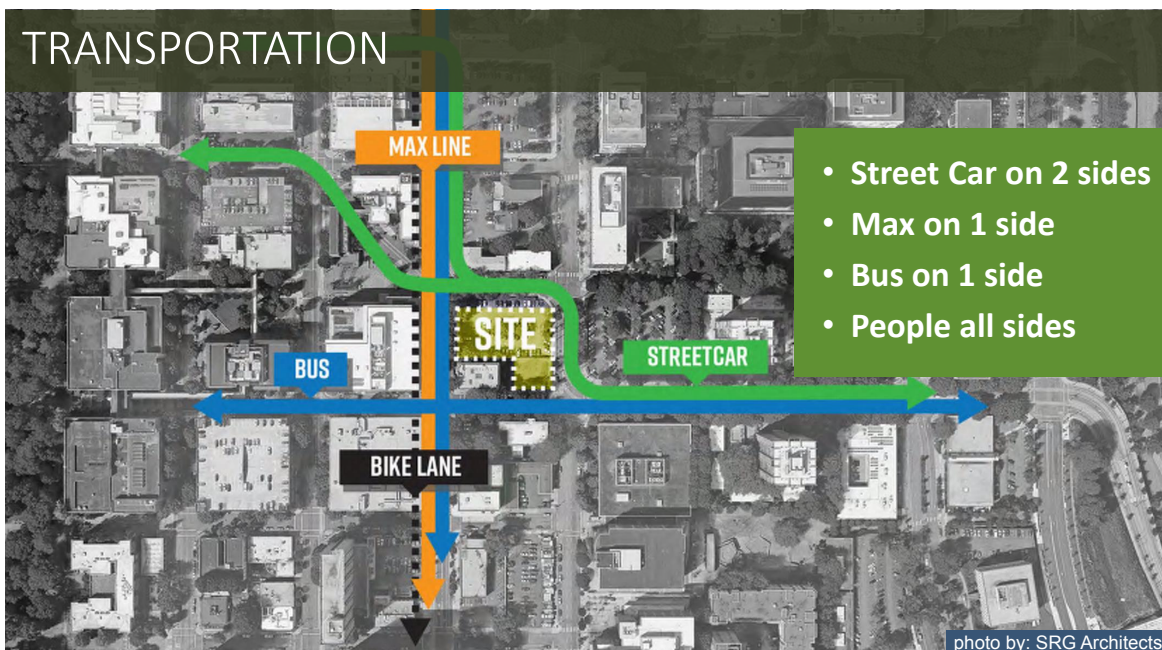 TRANSPORTATION
MAX LINE
• Street Car on 2 sides
• Max on 1 side
• Bus on 1 side
• People all sides
SITE
STREETCAR
BUS
BIKE LANE
photo by: SRG Architects